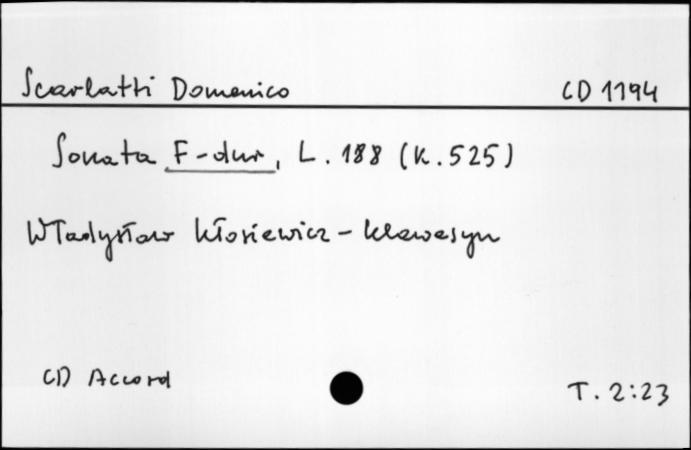 Scarlatti Domenico CD 1194
Sonata F-dur, L. 188 (K. 525)
Władysław Kłosiewicz - klawesyn
CD Accord T. 2:23